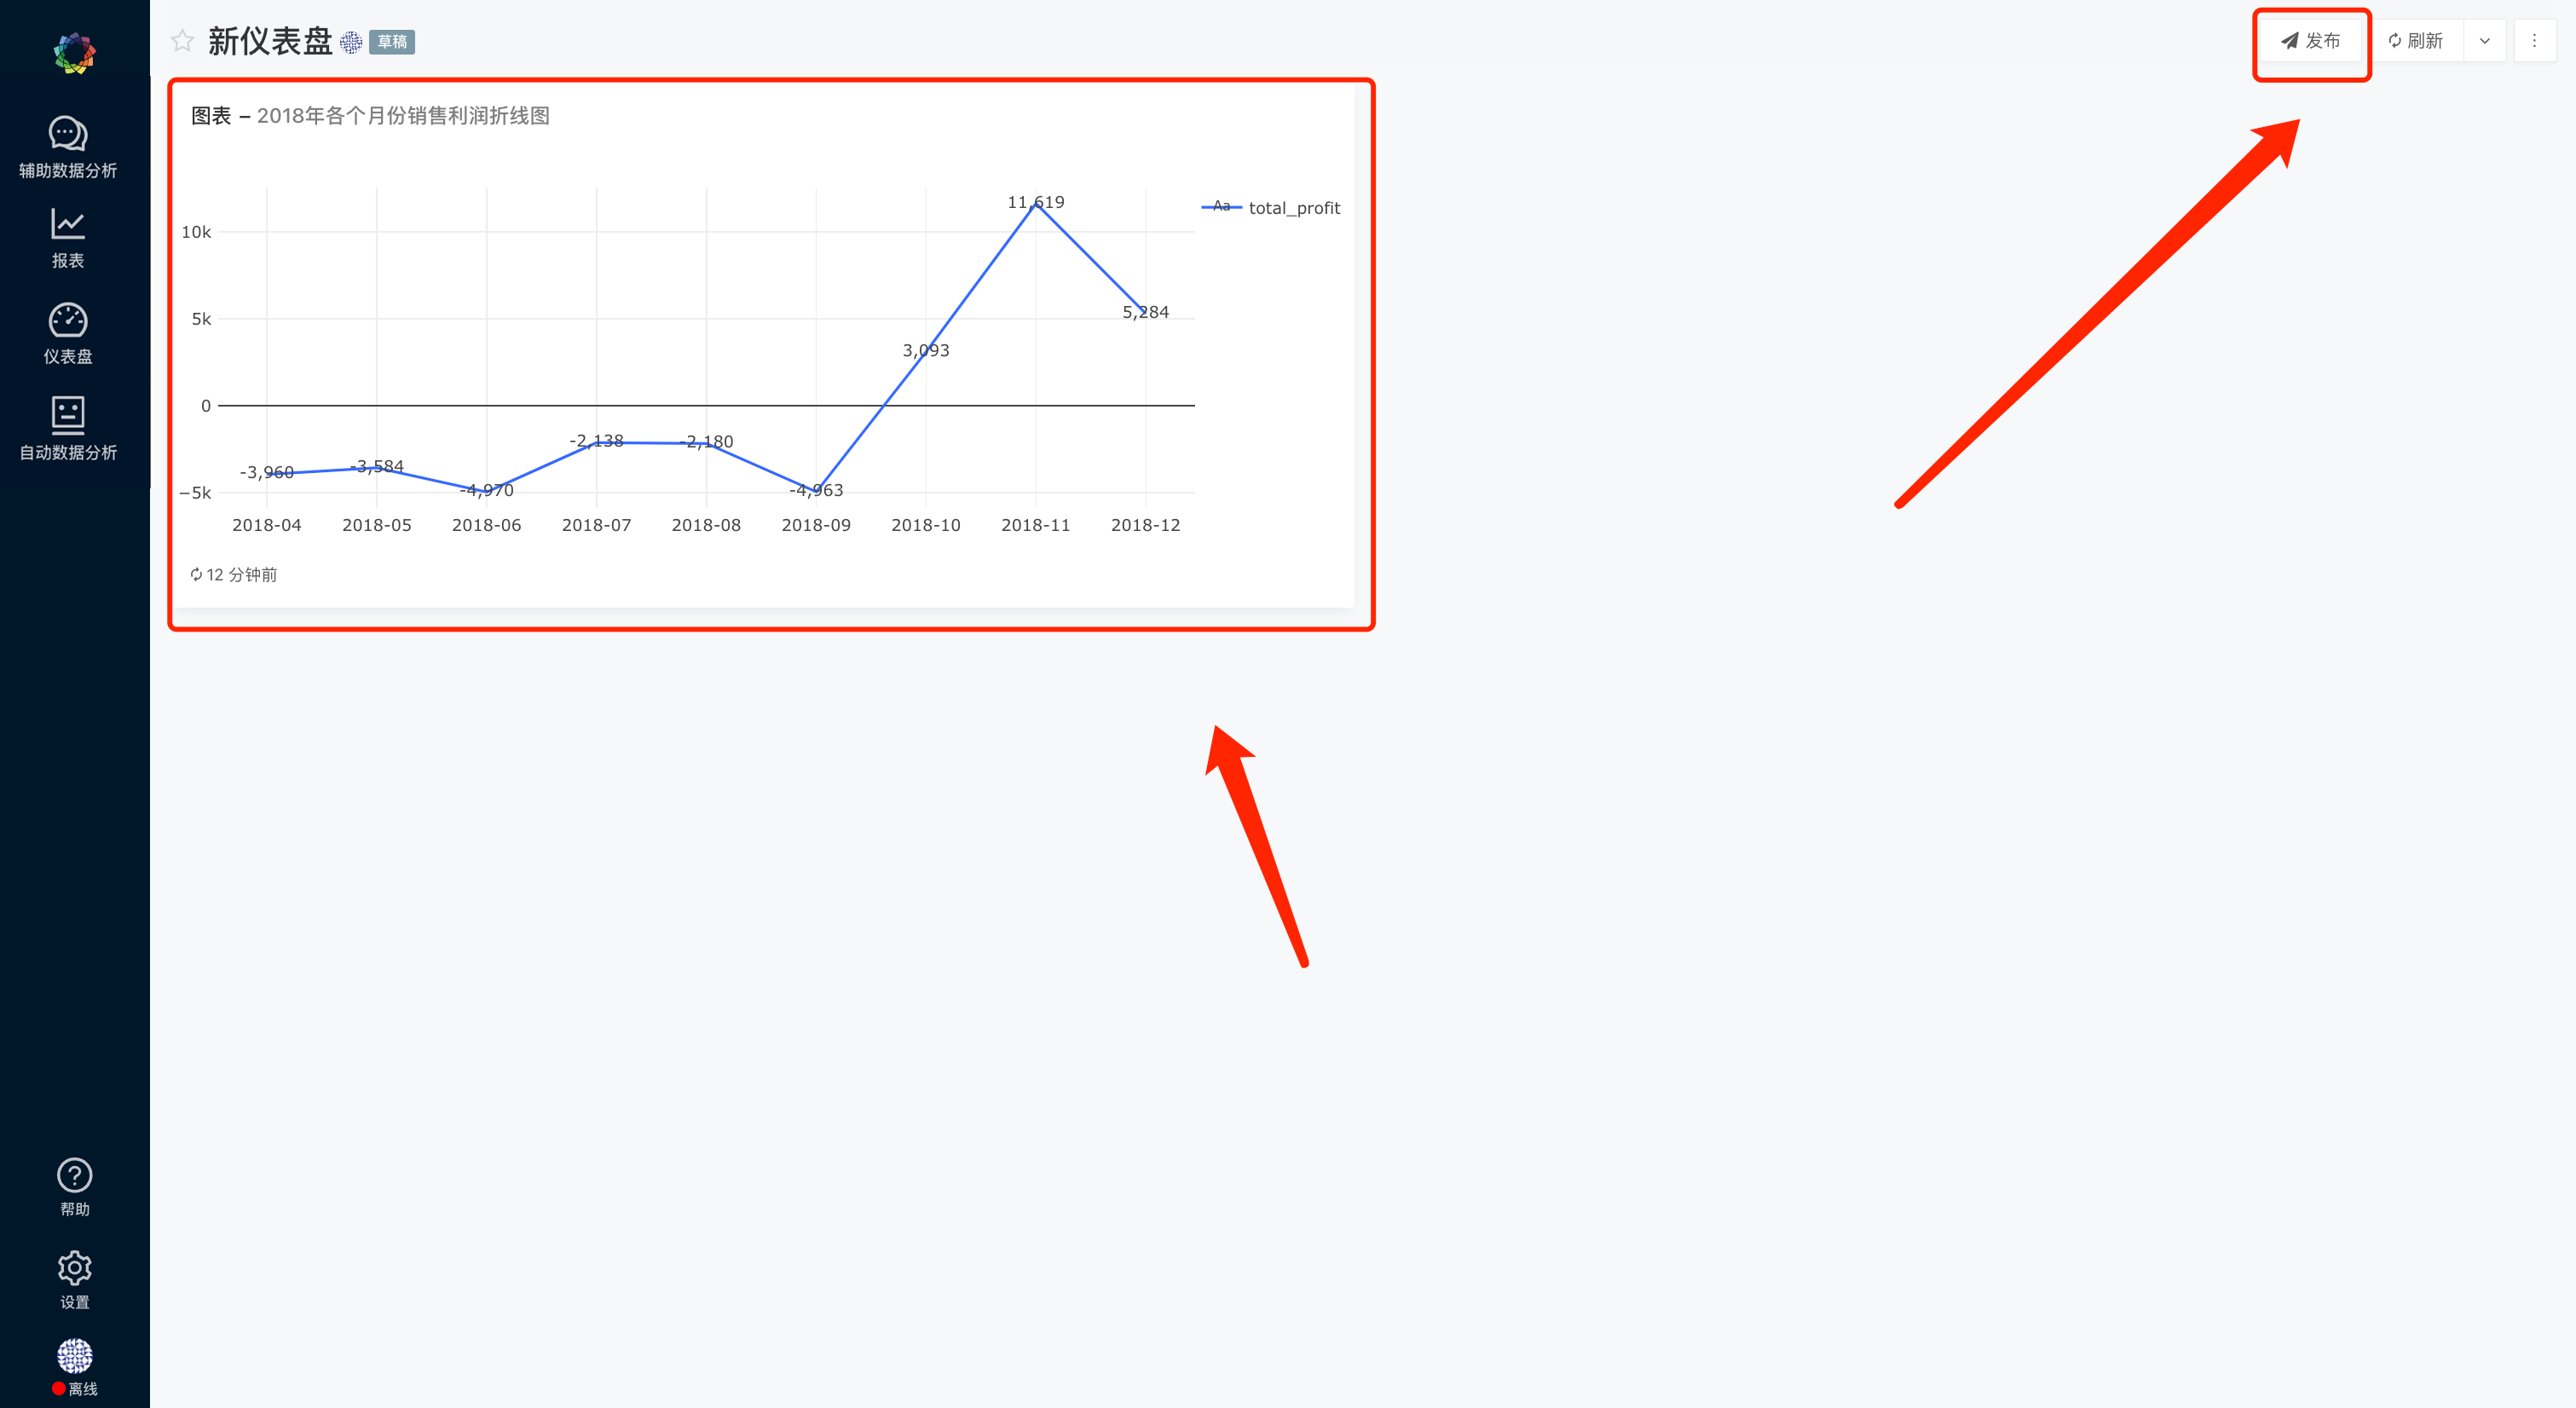 新仪表盘 草稿
发布 刷新
辅助数据分析
报表
仪表盘
自动数据分析
图表 – 2018年各个月份销售利润折线图
Aa total_profit
10k
5k
0
−5k
-3,960
-3,584
-4,970
-2,138
-2,180
-4,963
3,093
11,619
5,284
2018-04 2018-05 2018-06 2018-07 2018-08 2018-09 2018-10 2018-11 2018-12
12 分钟前
帮助
设置
离线